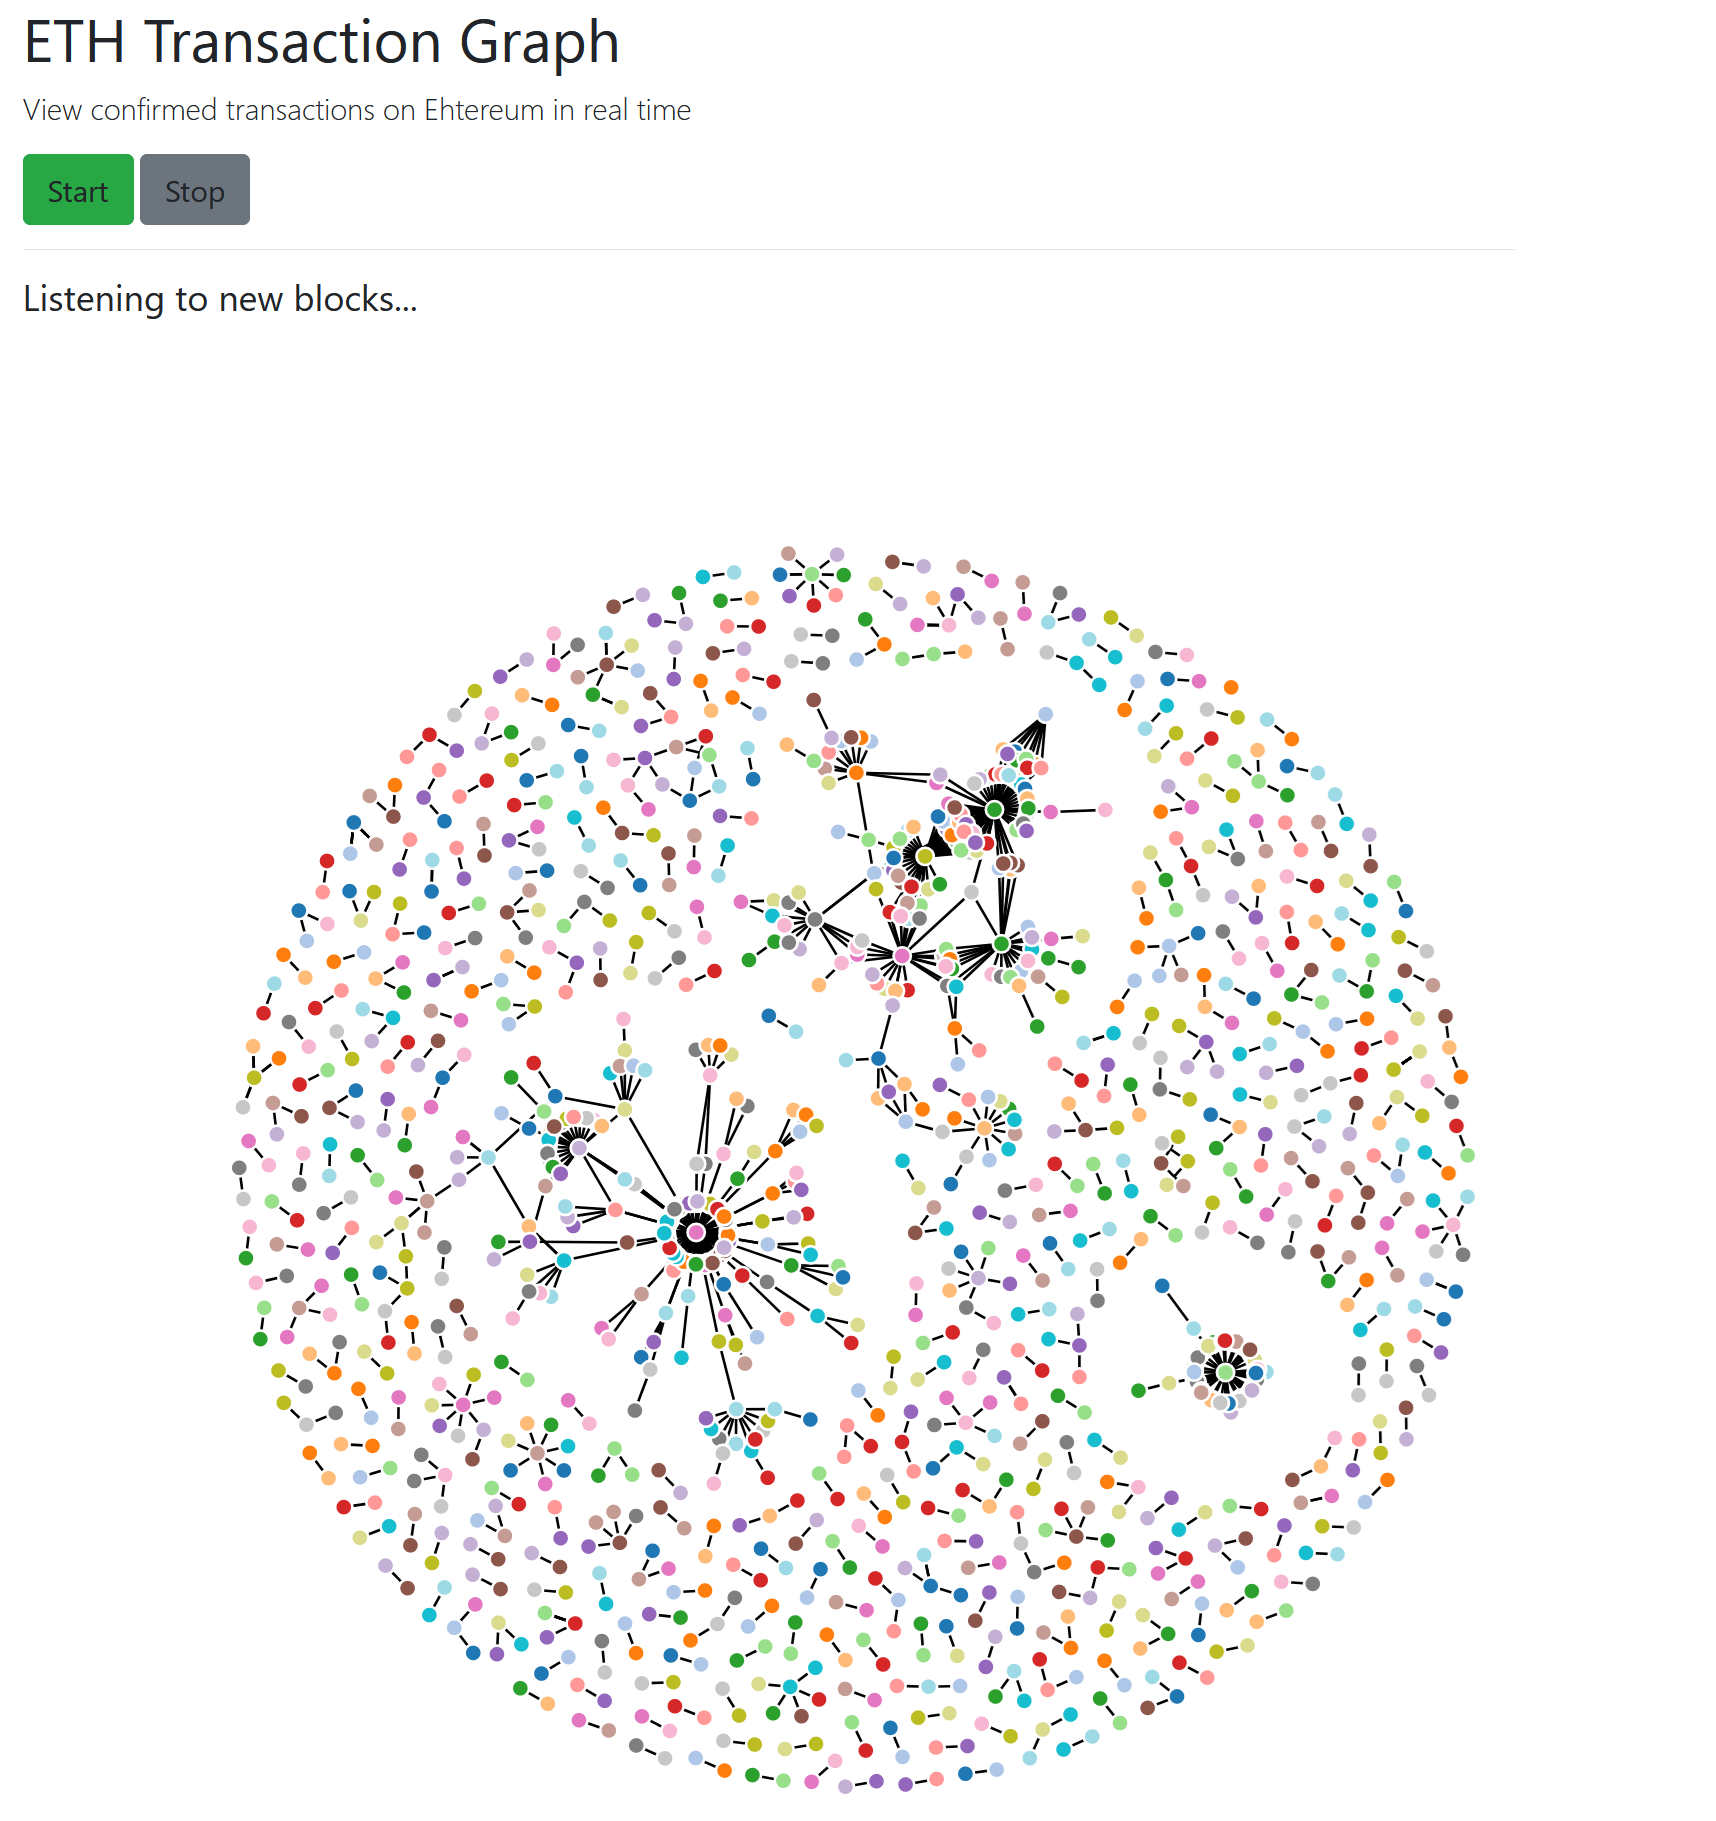 ETH Transaction Graph
View confirmed transactions on Ehtereum in real time
Start Stop
Listening to new blocks...